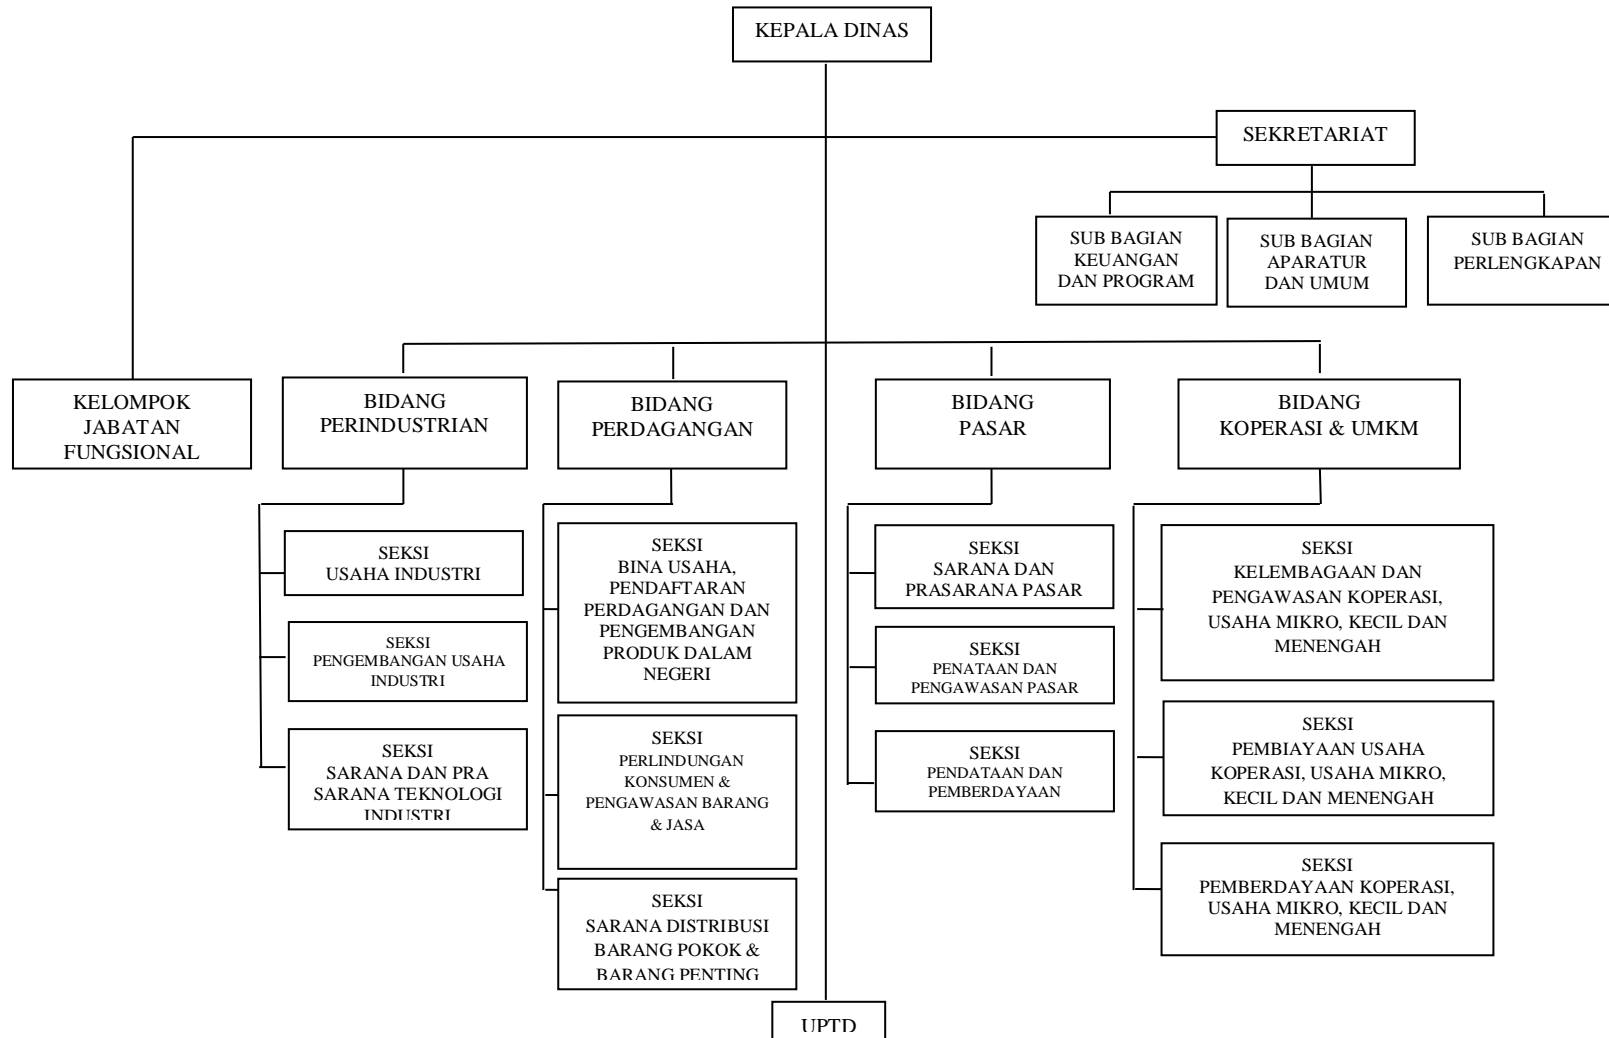 KEPALA DINAS
SEKRETARIAT
SUB BAGIAN
KEUANGAN
DAN PROGRAM
SUB BAGIAN
APARATUR
DAN UMUM
SUB BAGIAN
PERLENGKAPAN
KELOMPOK
JABATAN
FUNGSIONAL
BIDANG
PERINDUSTRIAN
BIDANG
PERDAGANGAN
BIDANG
PASAR
BIDANG
KOPERASI & UMKM
SEKSI
USAHA INDUSTRI
SEKSI
PENGEMBANGAN USAHA
INDUSTRI
SEKSI
SARANA DAN PRA
SARANA TEKNOLOGI
INDUSTRI
SEKSI
BINA USAHA,
PENDAFTARAN
PERDAGANGAN DAN
PENGEMBANGAN
PRODUK DALAM
NEGERI
SEKSI
PERLINDUNGAN
KONSUMEN &
PENGAWASAN BARANG
& JASA
SEKSI
SARANA DISTRIBUSI
BARANG POKOK &
BARANG PENTING
SEKSI
SARANA DAN
PRASARANA PASAR
SEKSI
PENATAAN DAN
PENGAWASAN PASAR
SEKSI
PENDATAAN DAN
PEMBERDAYAAN
SEKSI
KELEMBAGAAN DAN
PENGAWASAN KOPERASI,
USAHA MIKRO, KECIL DAN
MENENGAH
SEKSI
PEMBIAYAAN USAHA
KOPERASI, USAHA MIKRO,
KECIL DAN MENENGAH
SEKSI
PEMBERDAYAAN KOPERASI,
USAHA MIKRO, KECIL DAN
MENENGAH
UPTD